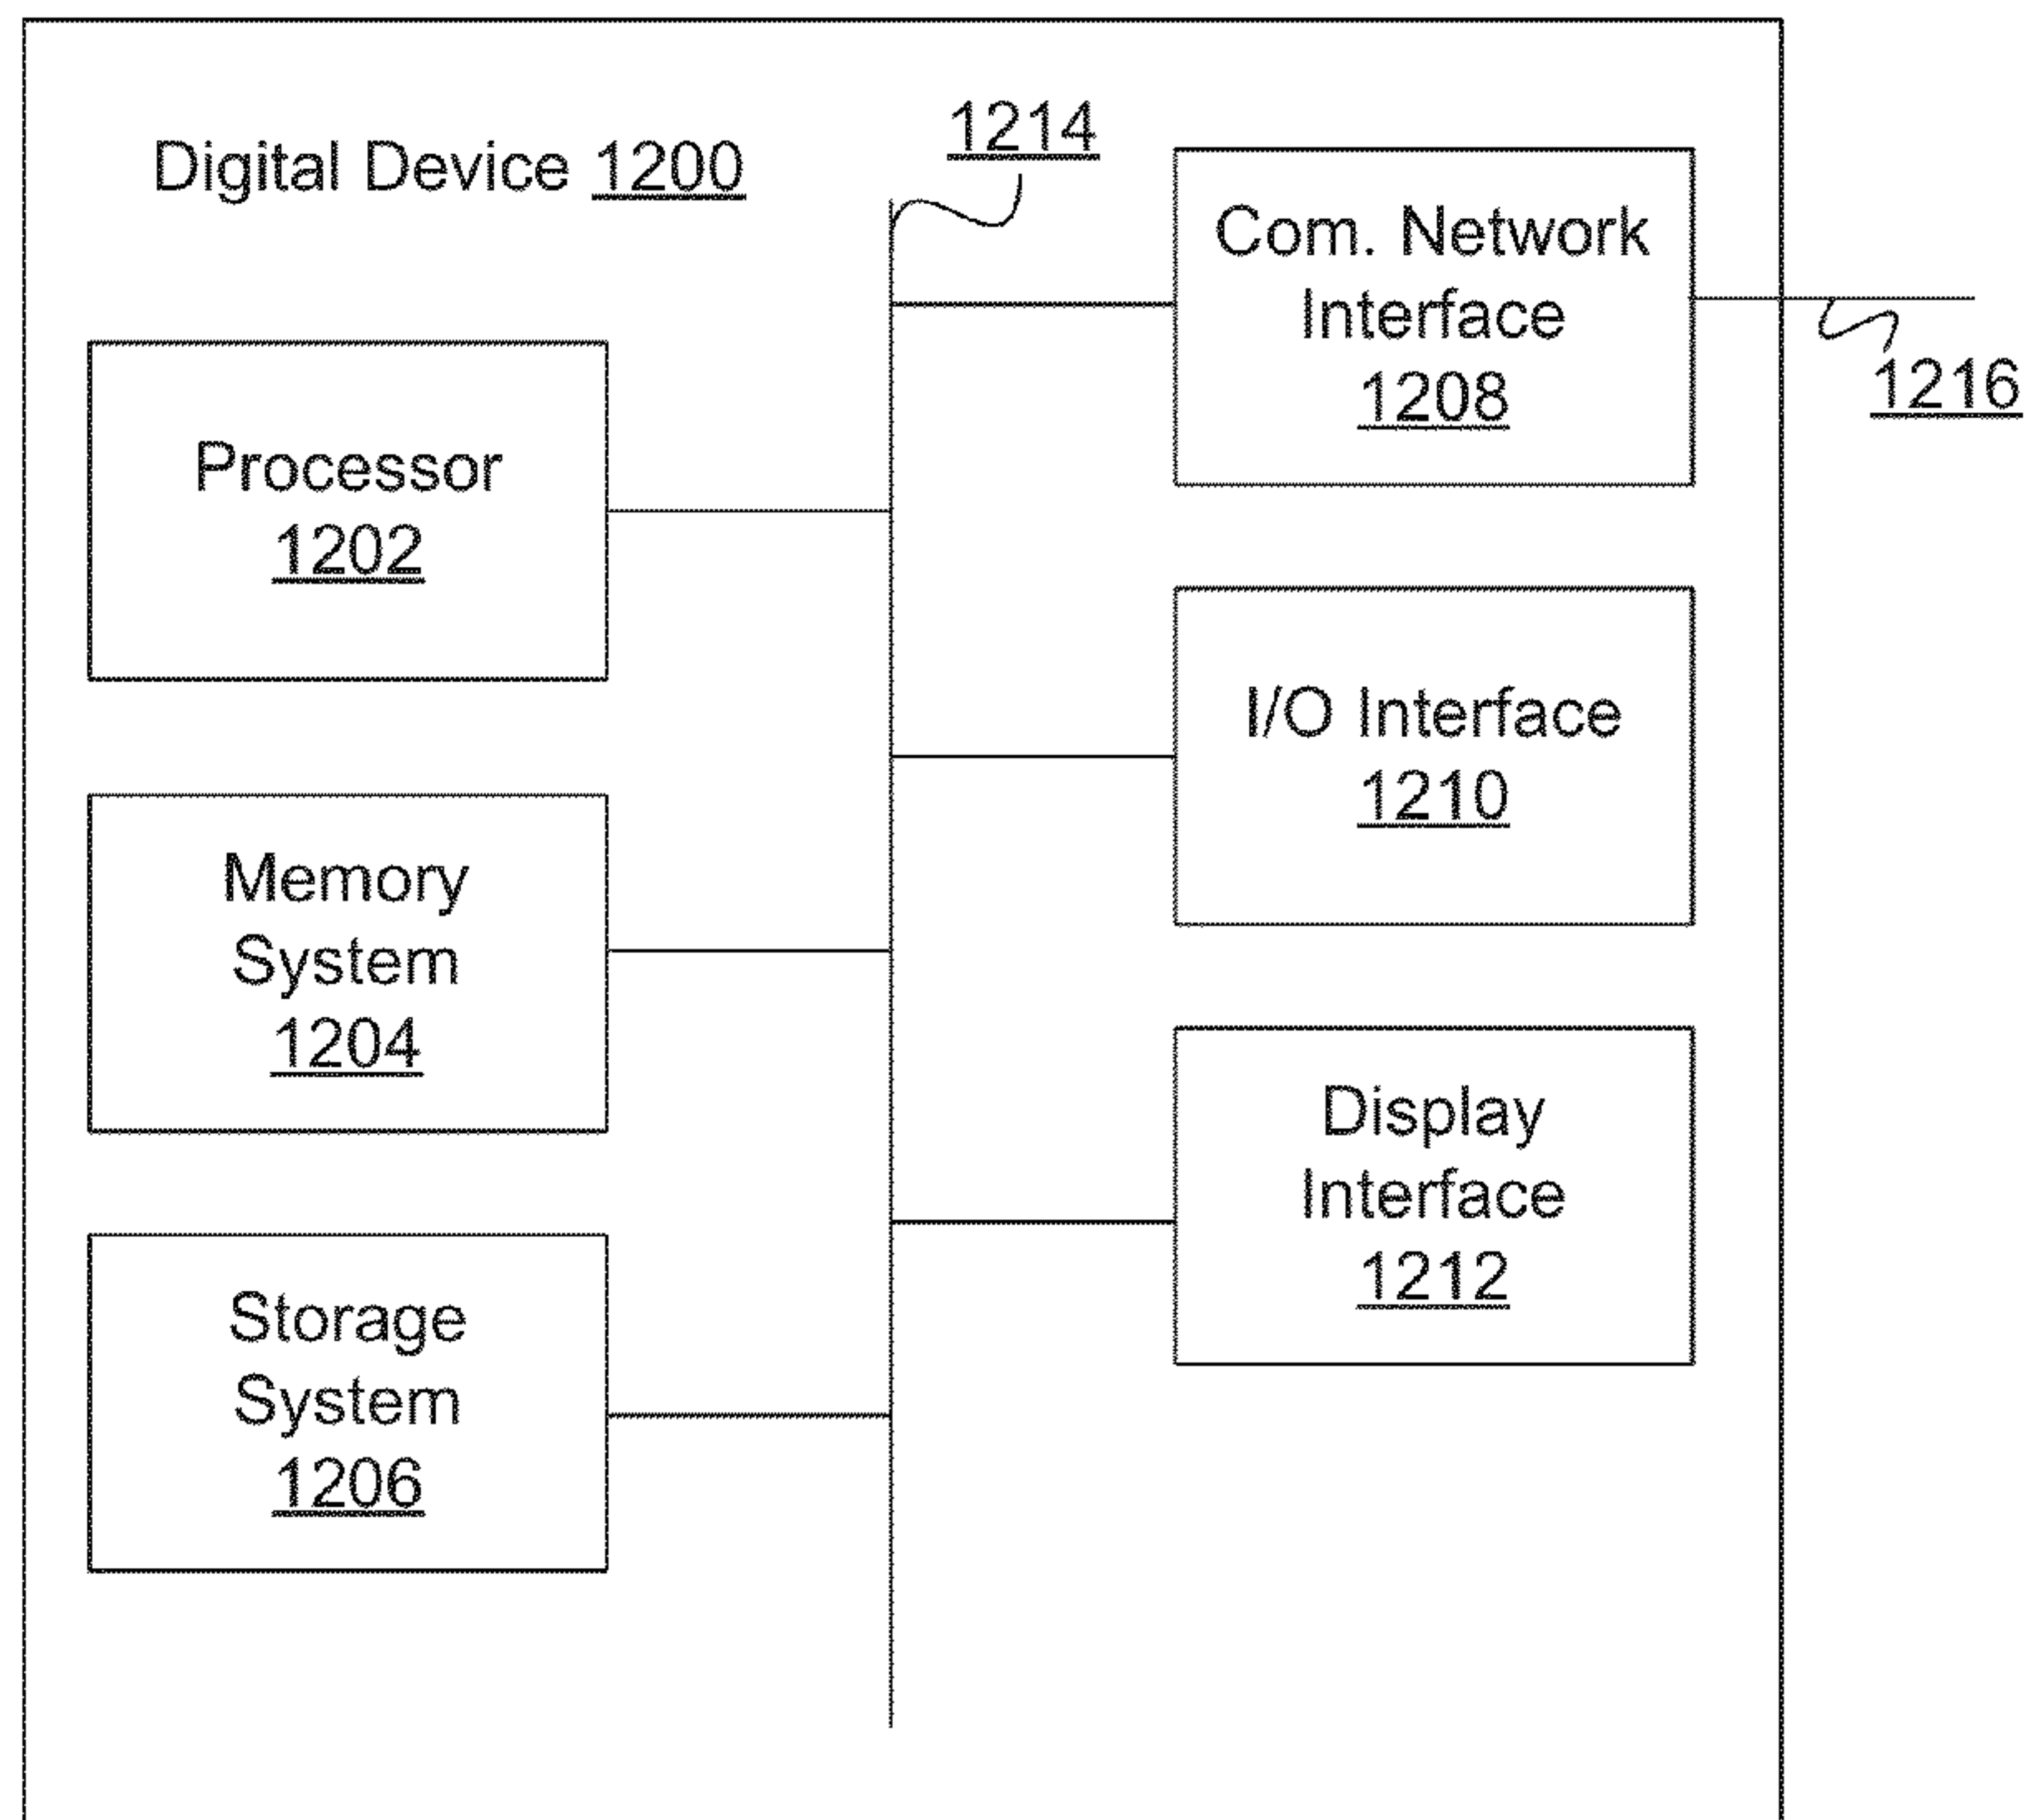 Digital Device 1200
1214
Com. Network
Interface
1208
1216
Processor
1202
I/O Interface
1210
Memory
System
1204
Display
Interface
1212
Storage
System
1206